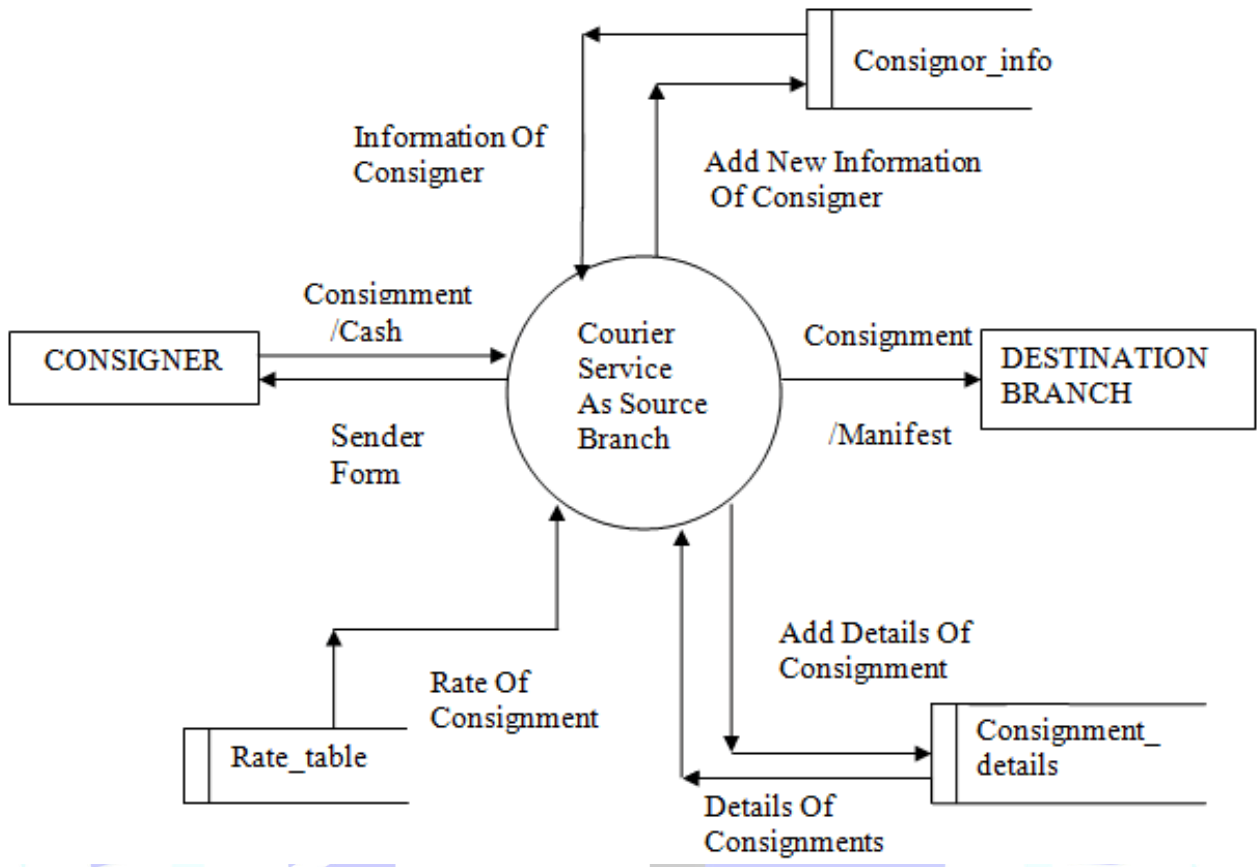 Consignor_info
Information Of
Consigner
Add New Information
Of Consigner
Consignment
/Cash
CONSIGNER
Sender
Form
Courier
Service
As Source
Branch
Consignment
/Manifest
DESTINATION
BRANCH
Rate Of
Consignment
Rate_table
Add Details Of
Consignment
Consignment_
details
Details Of
Consignments